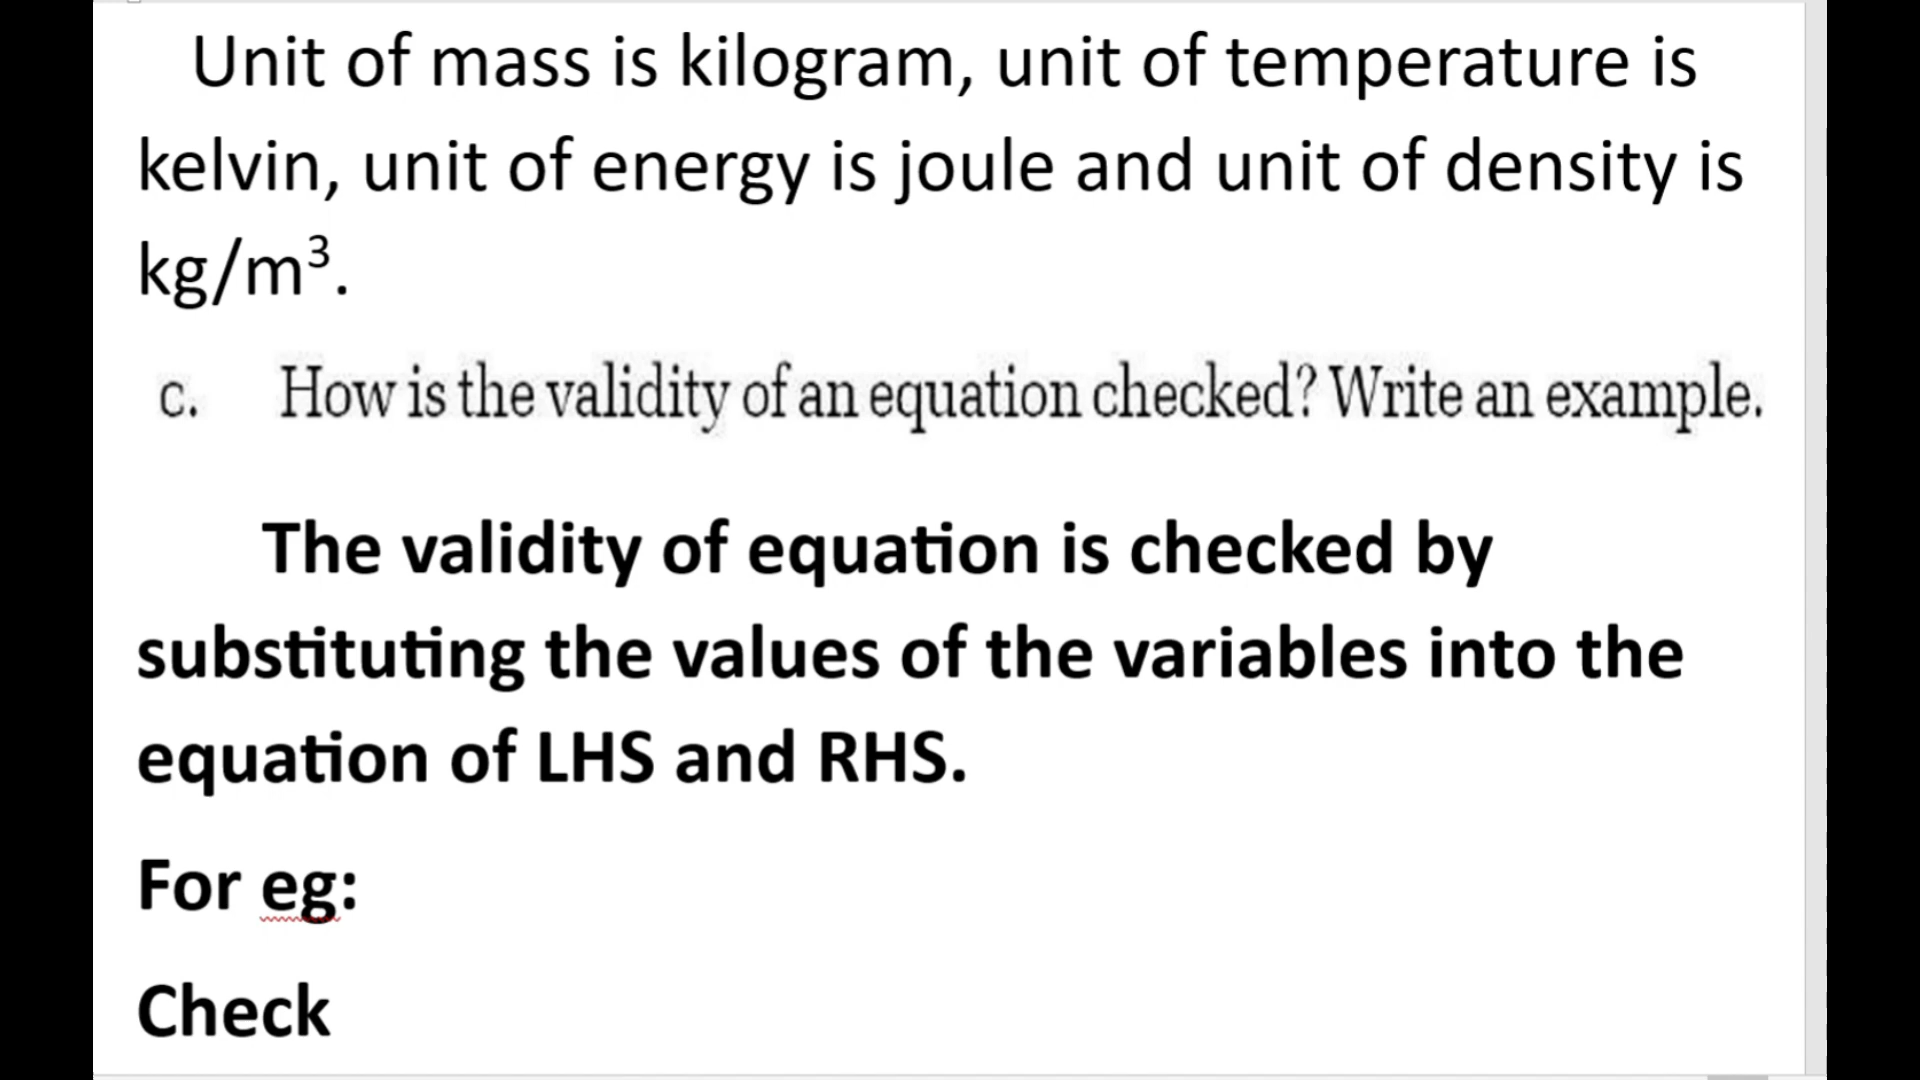 Unit of mass is kilogram, unit of temperature is
kelvin, unit of energy is joule and unit of density is
kg/m³.
c. How is the validity of an equation checked? Write an example.
The validity of equation is checked by
substituting the values of the variables into the
equation of LHS and RHS.
For eg:
Check